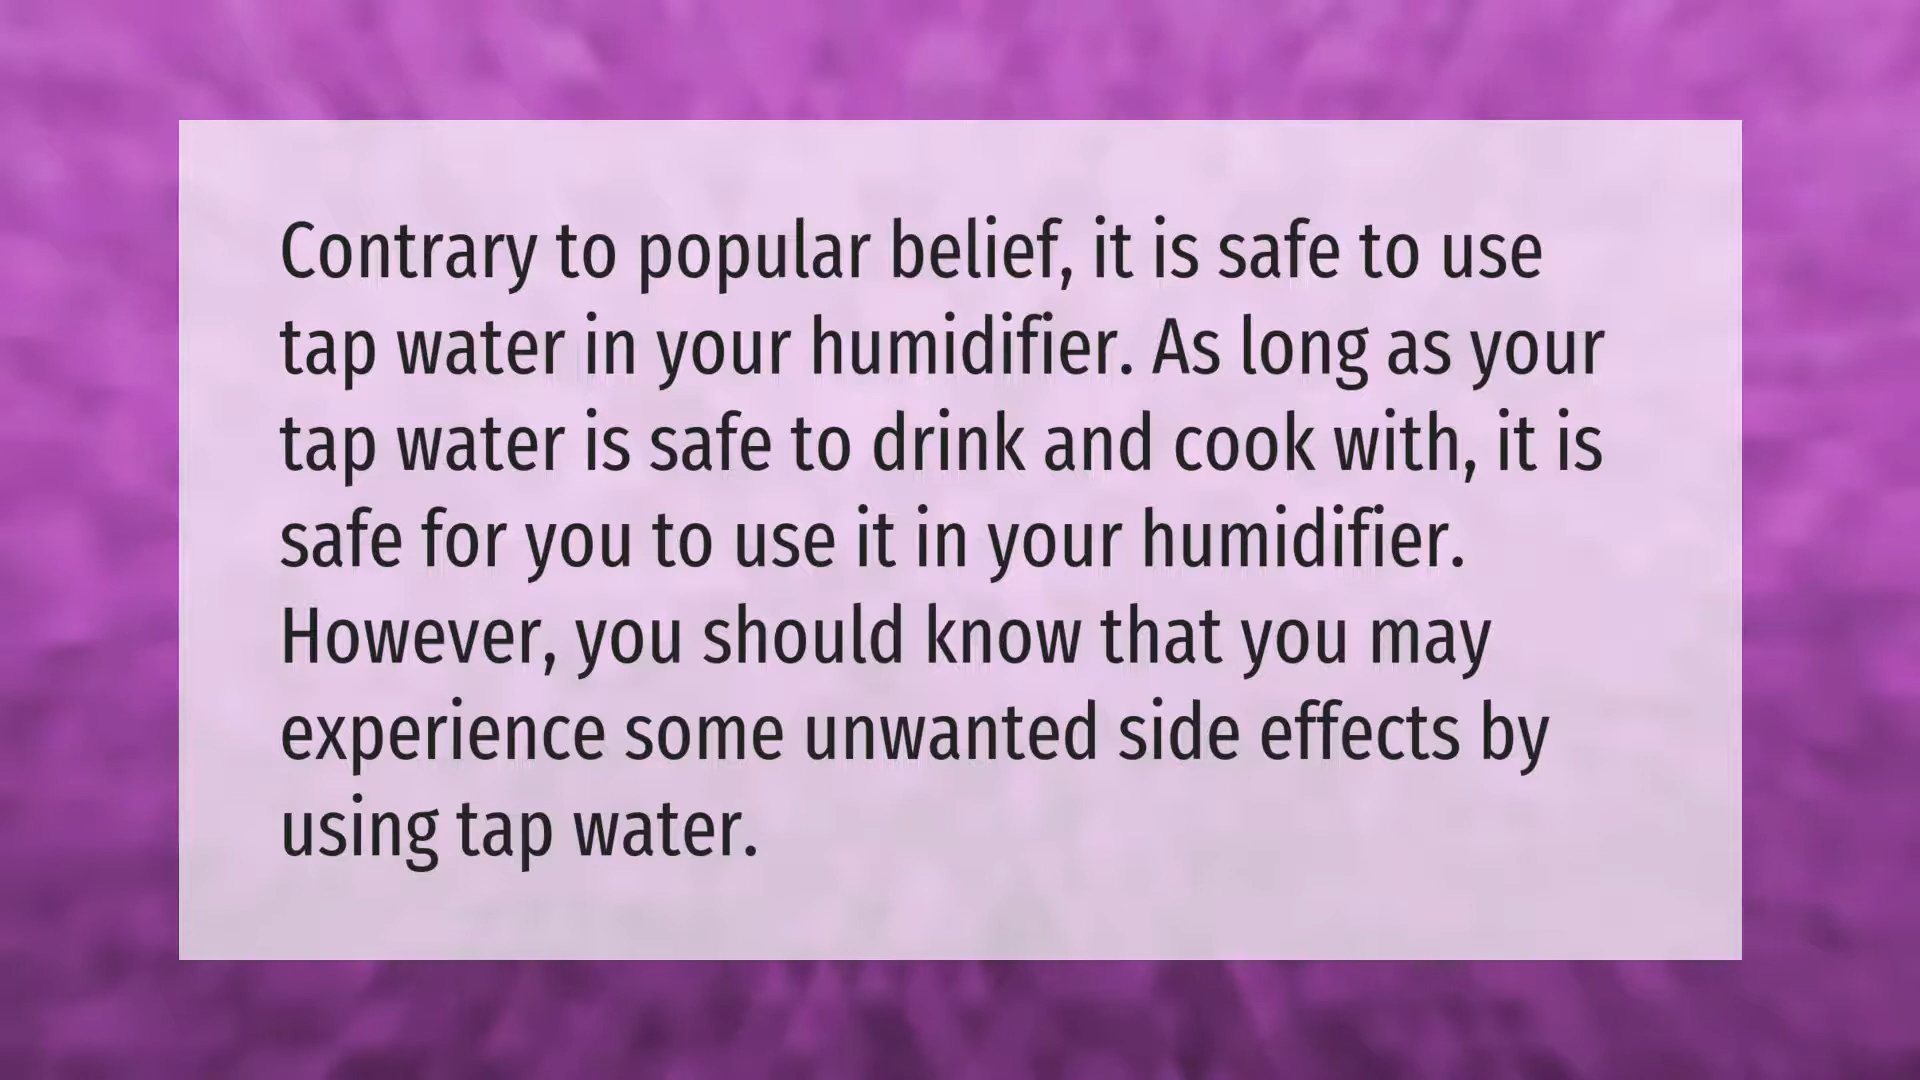 Contrary to popular belief, it is safe to use
tap water in your humidifier. As long as your
tap water is safe to drink and cook with, it is
safe for you to use it in your humidifier.
However, you should know that you may
experience some unwanted side effects by
using tap water.